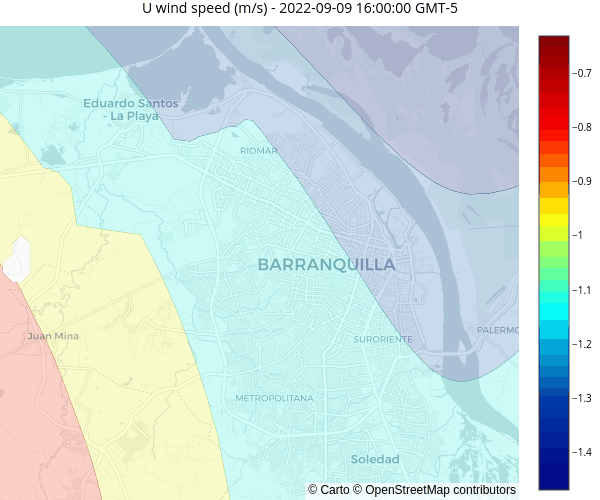 U wind speed (m/s) - 2022-09-09 16:00:00 GMT-5
Eduardo Santos
- La Playa
RIOMAR
BARRANQUILLA
Juan Mina
SURORIENTE
PALERMO
METROPOLITANA
Soledad
© Carto © OpenStreetMap contributors
−0.7
−0.8
−0.9
−1
−1.1
−1.2
−1.3
−1.4